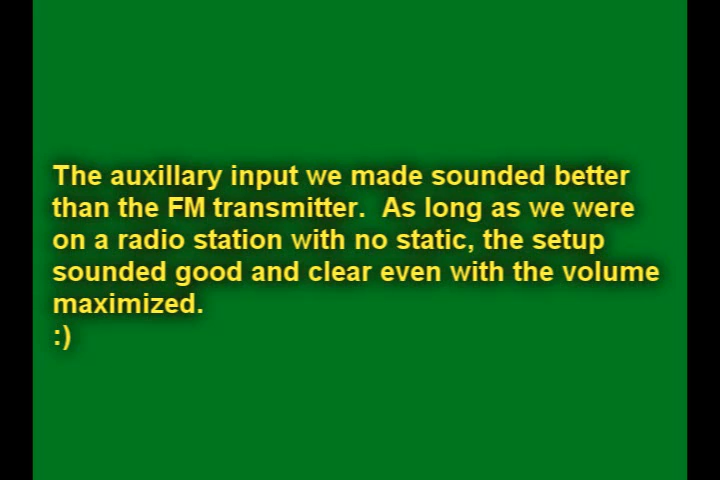 The auxillary input we made sounded better
than the FM transmitter.  As long as we were
on a radio station with no static, the setup
sounded good and clear even with the volume
maximized.
:)